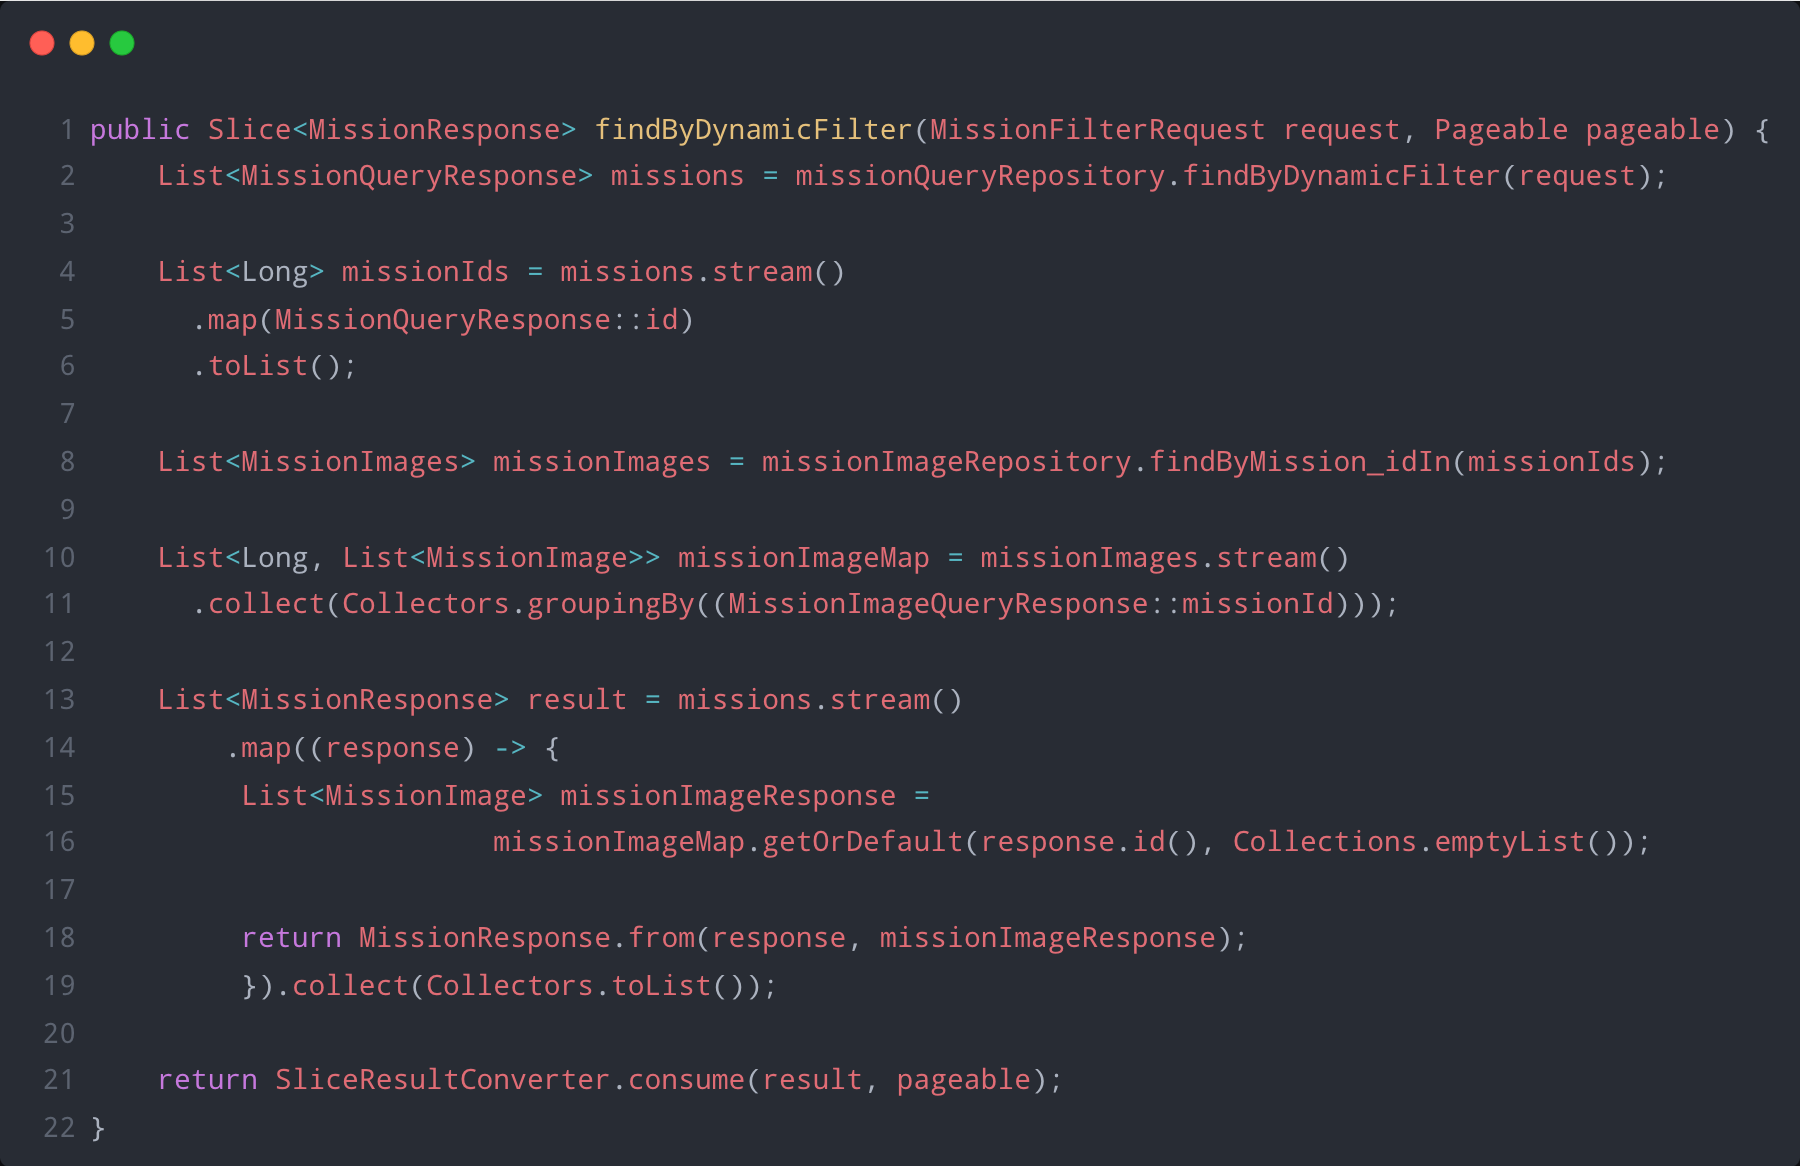 1 public Slice<MissionResponse> findByDynamicFilter(MissionFilterRequest request, Pageable pageable) {
2     List<MissionQueryResponse> missions = missionQueryRepository.findByDynamicFilter(request);
3
4     List<Long> missionIds = missions.stream()
5       .map(MissionQueryResponse::id)
6       .toList();
7
8     List<MissionImages> missionImages = missionImageRepository.findByMission_idIn(missionIds);
9
10     List<Long, List<MissionImage>> missionImageMap = missionImages.stream()
11       .collect(Collectors.groupingBy((MissionImageQueryResponse::missionId)));
12
13     List<MissionResponse> result = missions.stream()
14         .map((response) -> {
15          List<MissionImage> missionImageResponse =
16                         missionImageMap.getOrDefault(response.id(), Collections.emptyList());
17
18          return MissionResponse.from(response, missionImageResponse);
19          }).collect(Collectors.toList());
20
21     return SliceResultConverter.consume(result, pageable);
22 }